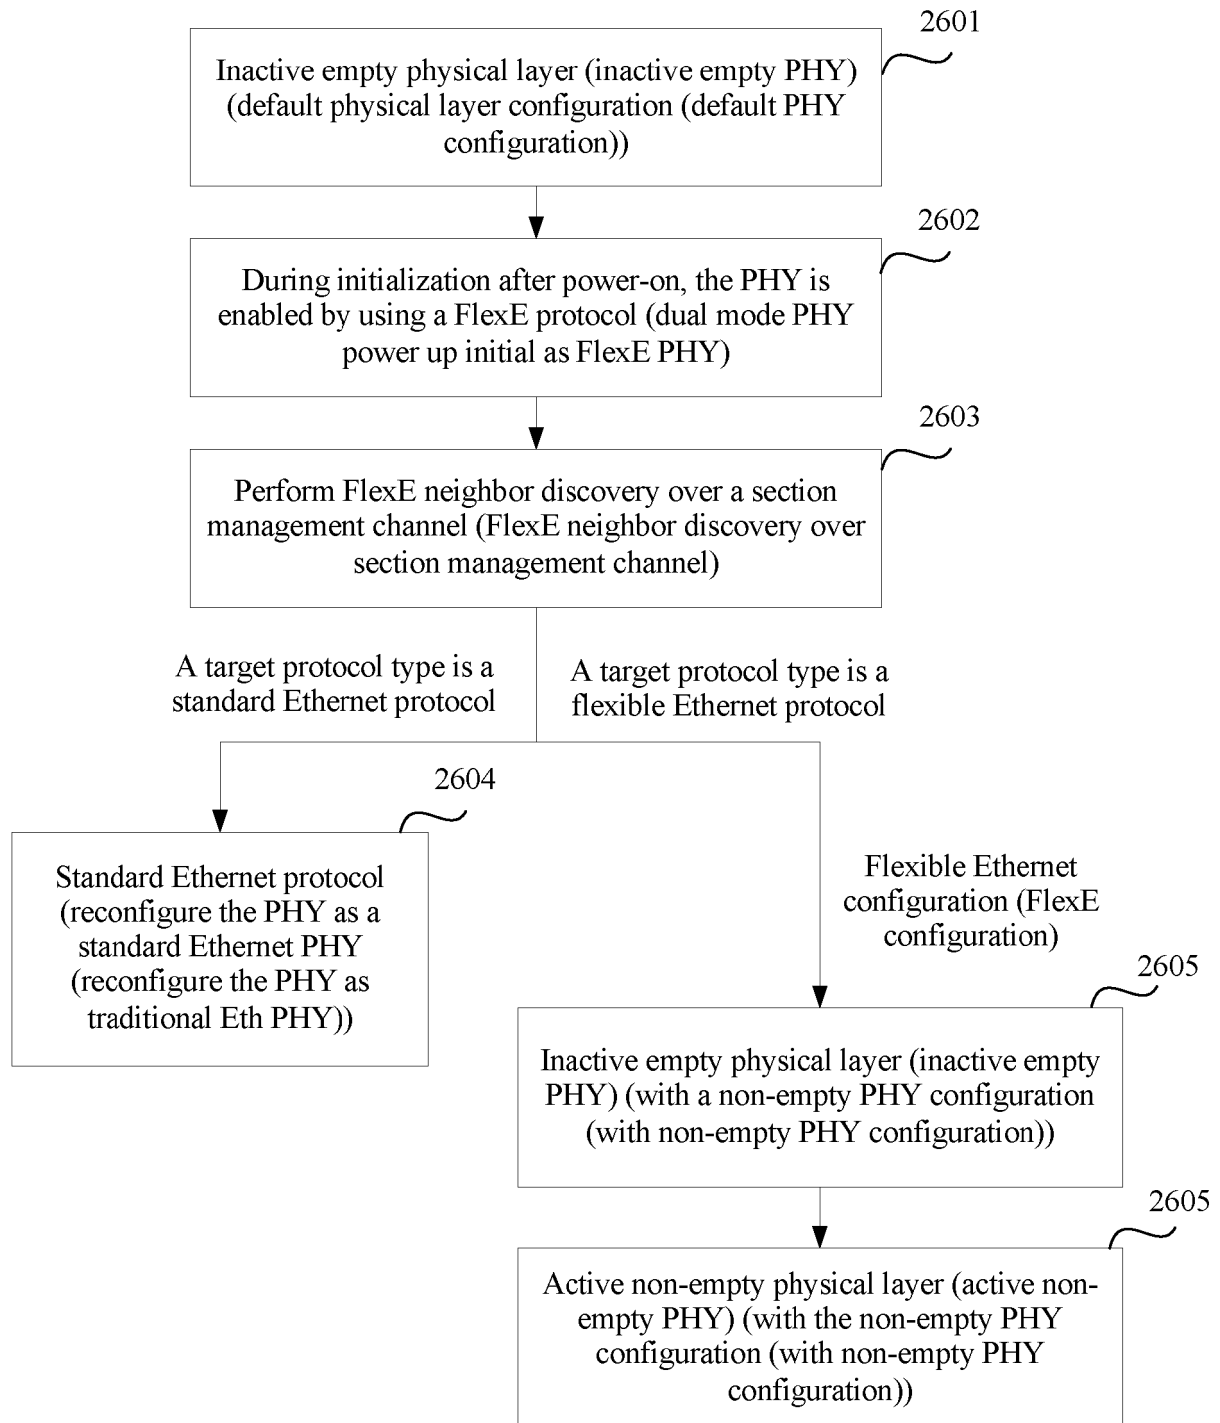 2601
Inactive empty physical layer (inactive empty PHY)
(default physical layer configuration (default PHY
configuration))
2602
During initialization after power-on, the PHY is
enabled by using a FlexE protocol (dual mode PHY
power up initial as FlexE PHY)
2603
Perform FlexE neighbor discovery over a section
management channel (FlexE neighbor discovery over
section management channel)
A target protocol type is a
standard Ethernet protocol
A target protocol type is a
flexible Ethernet protocol
2604
Standard Ethernet protocol
(reconfigure the PHY as a
standard Ethernet PHY
(reconfigure the PHY as
traditional Eth PHY))
Flexible Ethernet
configuration (FlexE
configuration)
2605
Inactive empty physical layer (inactive empty
PHY) (with a non-empty PHY configuration
(with non-empty PHY configuration))
2605
Active non-empty physical layer (active non-
empty PHY) (with the non-empty PHY
configuration (with non-empty PHY
configuration))